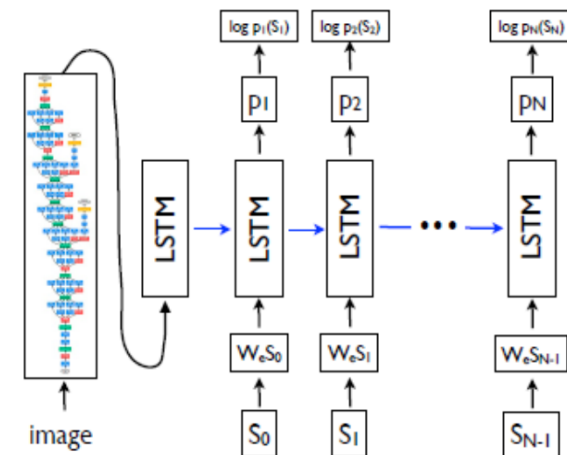 log p₁(S₁) log p₂(S₂) log pN(SN)
p₁ p₂ pN
LSTM LSTM LSTM ••• LSTM
WₑS₀ WₑS₁ WₑSN-1
image S₀ S₁ SN-1